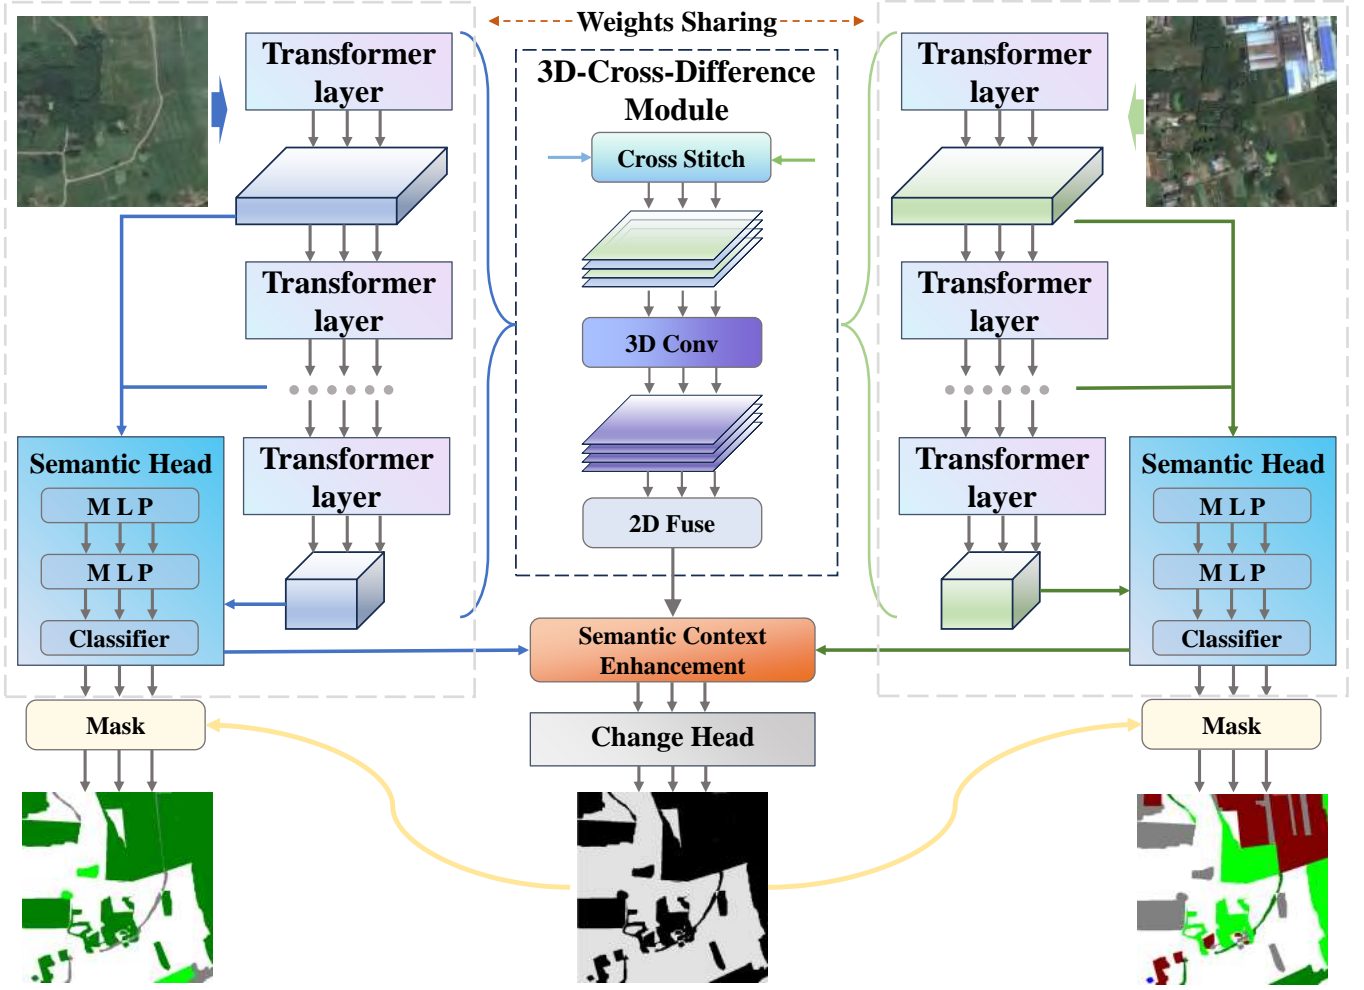 Weights Sharing
Transformer
layer
Transformer
layer
Transformer
layer
Semantic Head
M L P
M L P
Classifier
Mask
3D-Cross-Difference
Module
Cross Stitch
3D Conv
2D Fuse
Semantic Context
Enhancement
Change Head
Transformer
layer
Transformer
layer
Transformer
layer
Semantic Head
M L P
M L P
Classifier
Mask